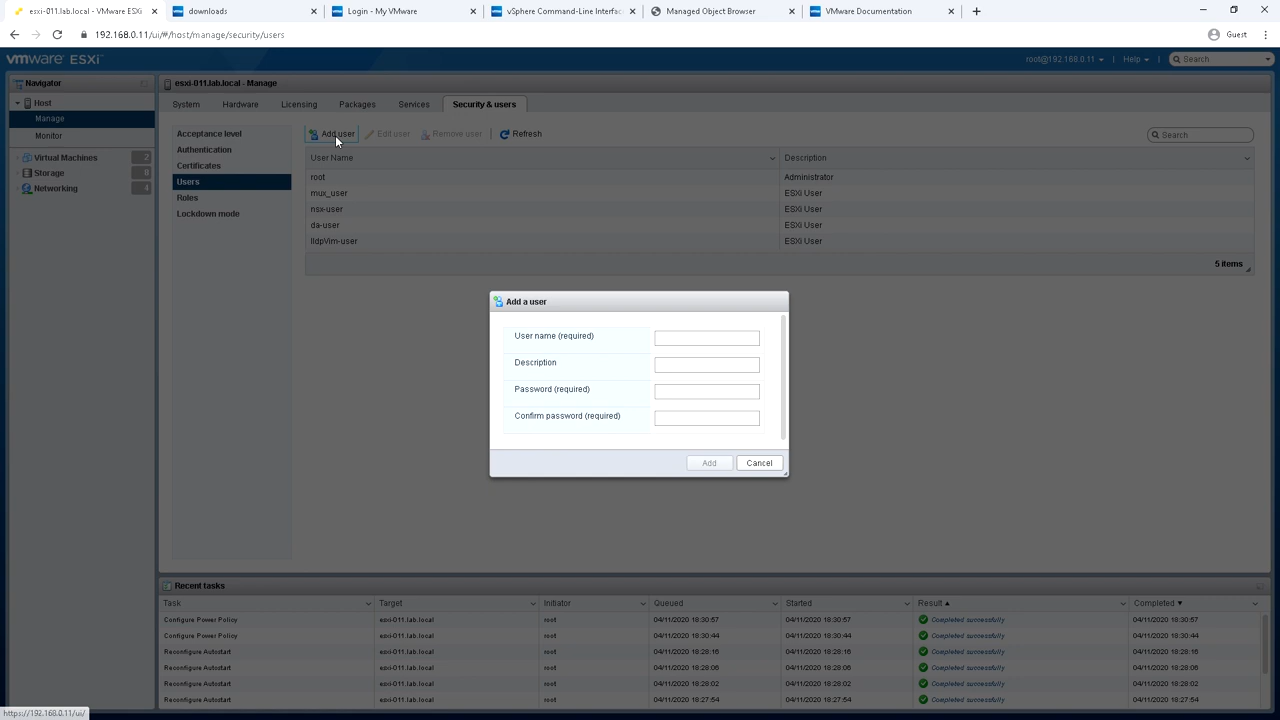 esxi-011.lab.local - VMware ESXi
downloads
Login - My VMware
vSphere Command-Line Interface
Managed Object Browser
VMware Documentation
192.168.0.11/ui/#/host/manage/security/users
Guest
vmware ESXi
root@192.168.0.11
Help
Search
Navigator
esxi-011.lab.local - Manage
Host
Manage
Monitor
Virtual Machines 2
Storage 0
Networking 4
System Hardware Licensing Packages Services Security & users
Acceptance level
Authentication
Certificates
Users
Roles
Lockdown mode
Add user Edit user Remove user Refresh
Search
User Name Description
root Administrator
mux_user ESXi User
nsx-user ESXi User
da-user ESXi User
lldpVim-user ESXi User
5 items
Add a user
User name (required)
Description
Password (required)
Confirm password (required)
Add Cancel
Recent tasks
Task Target Initiator Queued Started Result Completed
Configure Power Policy esxi-011.lab.local root 04/11/2020 18:30:57 04/11/2020 18:30:57 Completed successfully 04/11/2020 18:30:57
Configure Power Policy esxi-011.lab.local root 04/11/2020 18:30:44 04/11/2020 18:30:44 Completed successfully 04/11/2020 18:30:44
Reconfigure Autostart esxi-011.lab.local root 04/11/2020 18:28:16 04/11/2020 18:28:16 Completed successfully 04/11/2020 18:28:16
Reconfigure Autostart esxi-011.lab.local root 04/11/2020 18:28:06 04/11/2020 18:28:06 Completed successfully 04/11/2020 18:28:06
Reconfigure Autostart esxi-011.lab.local root 04/11/2020 18:28:02 04/11/2020 18:28:02 Completed successfully 04/11/2020 18:28:02
Reconfigure Autostart esxi-011.lab.local root 04/11/2020 18:27:54 04/11/2020 18:27:54 Completed successfully 04/11/2020 18:27:54
https://192.168.0.11/ui/